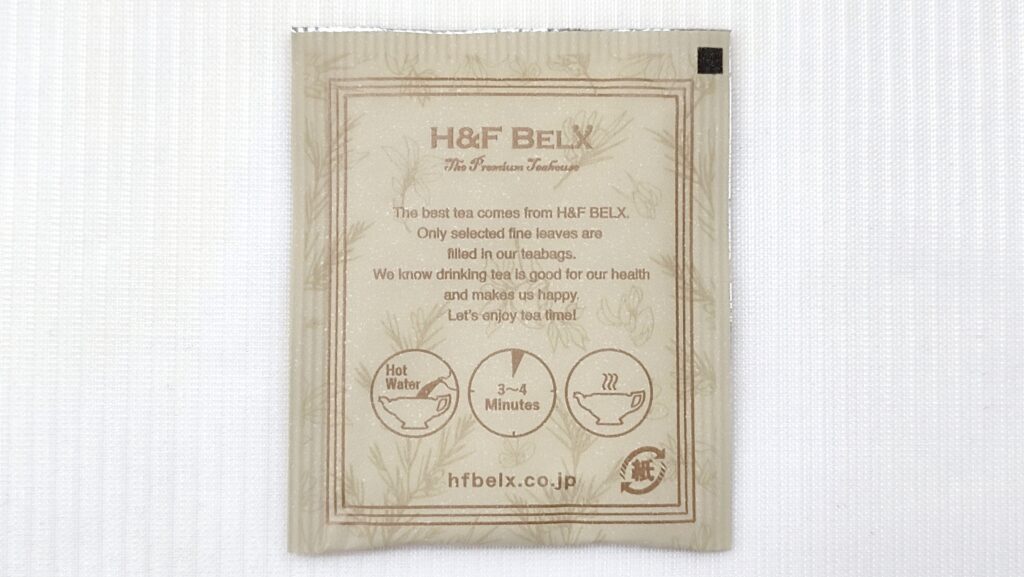 H&F BELX
The Premium Teahouse
The best tea comes from H&F BELX.
Only selected fine leaves are
filled in our teabags.
We know drinking tea is good for our health
and makes us happy.
Let's enjoy tea time!
Hot
Water
3〜4
Minutes
hfbelx.co.jp
紙